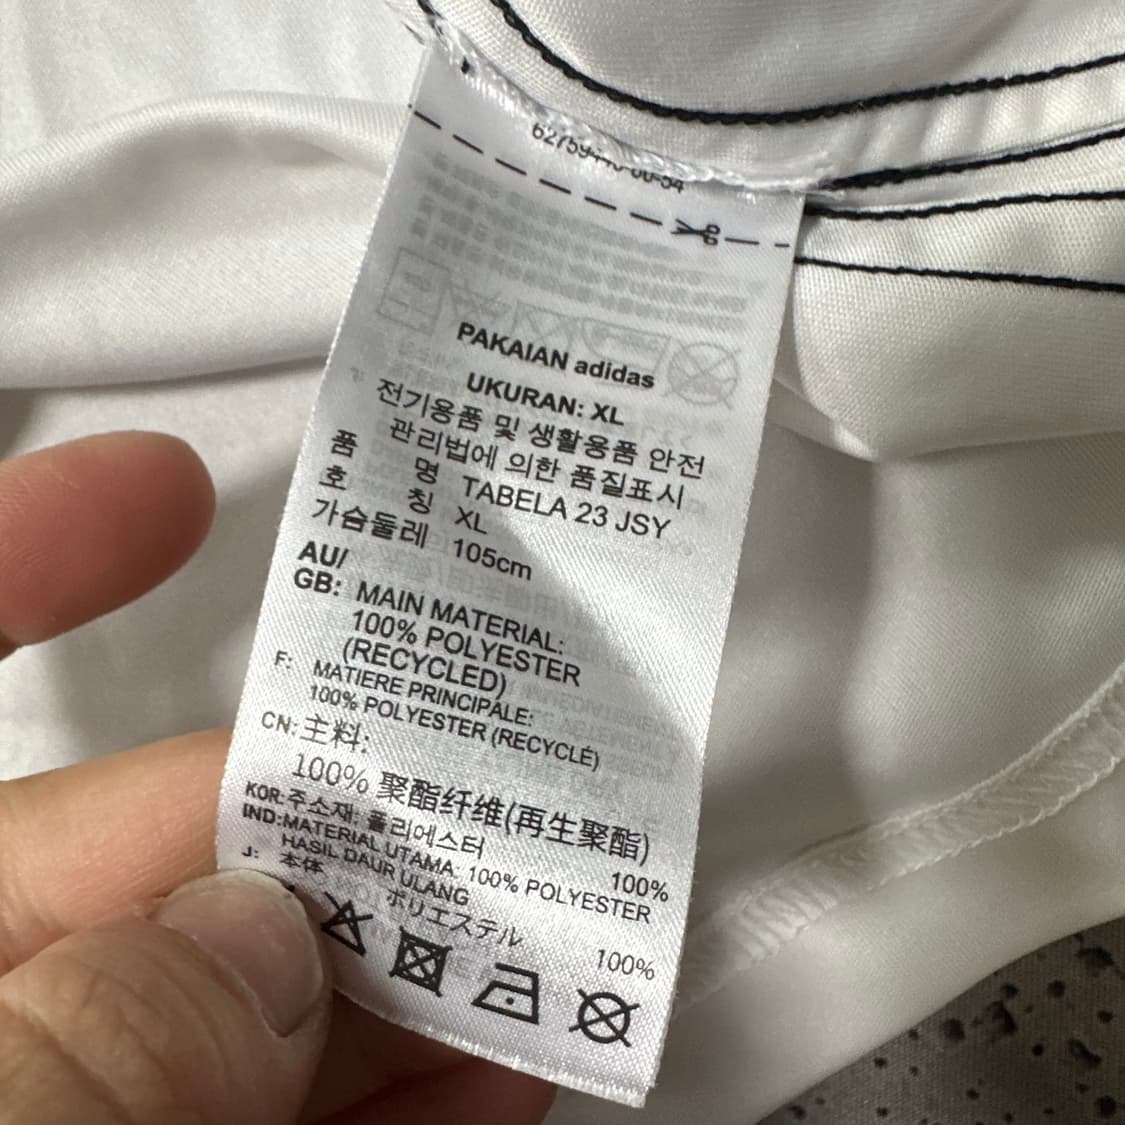 PAKAIAN adidas
UKURAN: XL
전기용품 및 생활용품 안전
관리법에 의한 품질표시
품 명 TABELA 23 JSY
호 칭 XL
가슴둘레 105cm
AU/
GB: MAIN MATERIAL:
100% POLYESTER
(RECYCLED)
F: MATIERE PRINCIPALE:
100% POLYESTER (RECYCLÉ)
CN: 主料:
100% 聚酯纤维(再生聚酯)
KOR: 주소재: 폴리에스터 100%
IND: MATERIAL UTAMA: 100% POLYESTER
HASIL DAUR ULANG
J: 本体 ポリエステル 100%